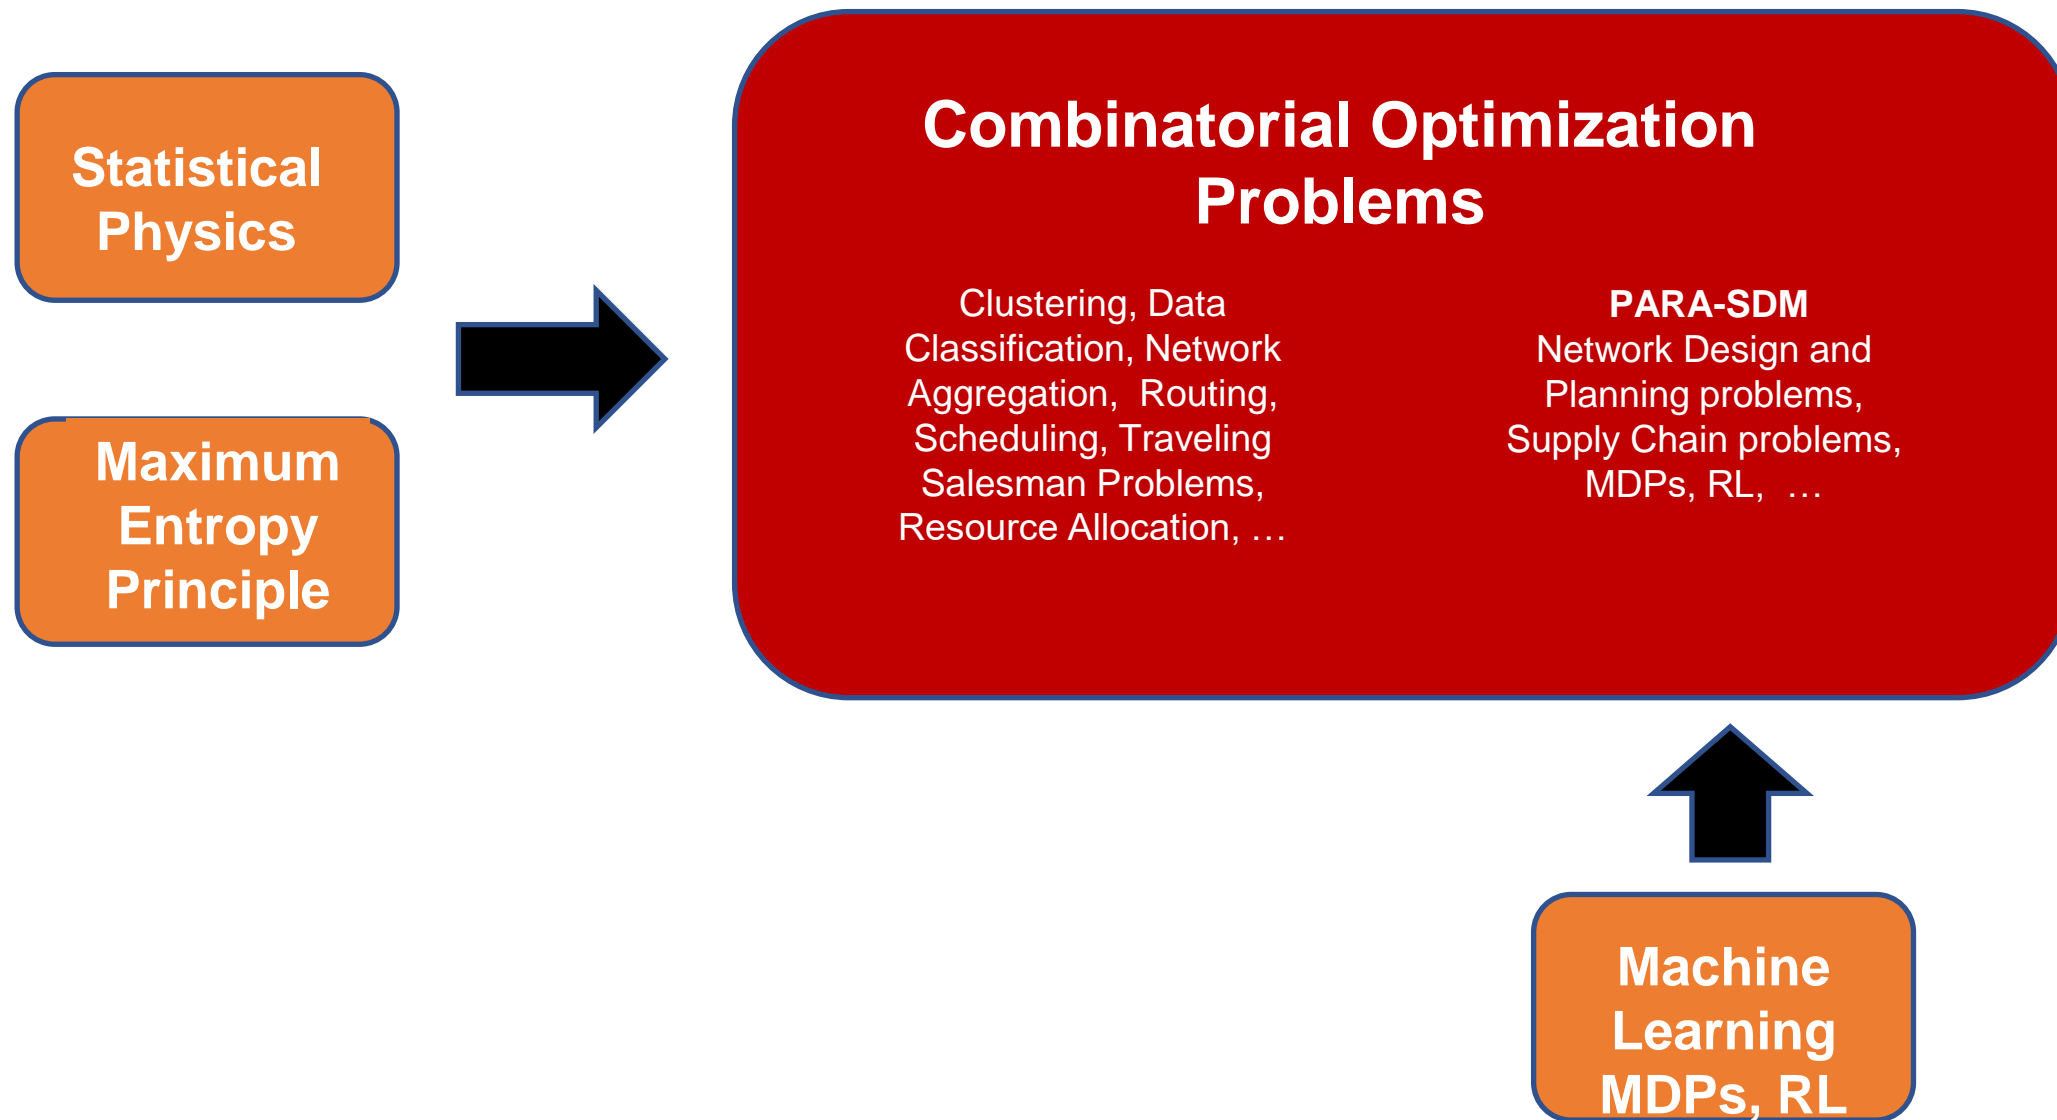 Statistical
Physics
Maximum
Entropy
Principle
Combinatorial Optimization
Problems
Clustering, Data
Classification, Network
Aggregation, Routing,
Scheduling, Traveling
Salesman Problems,
Resource Allocation, …
PARA-SDM
Network Design and
Planning problems,
Supply Chain problems,
MDPs, RL, …
Machine
Learning
MDPs, RL